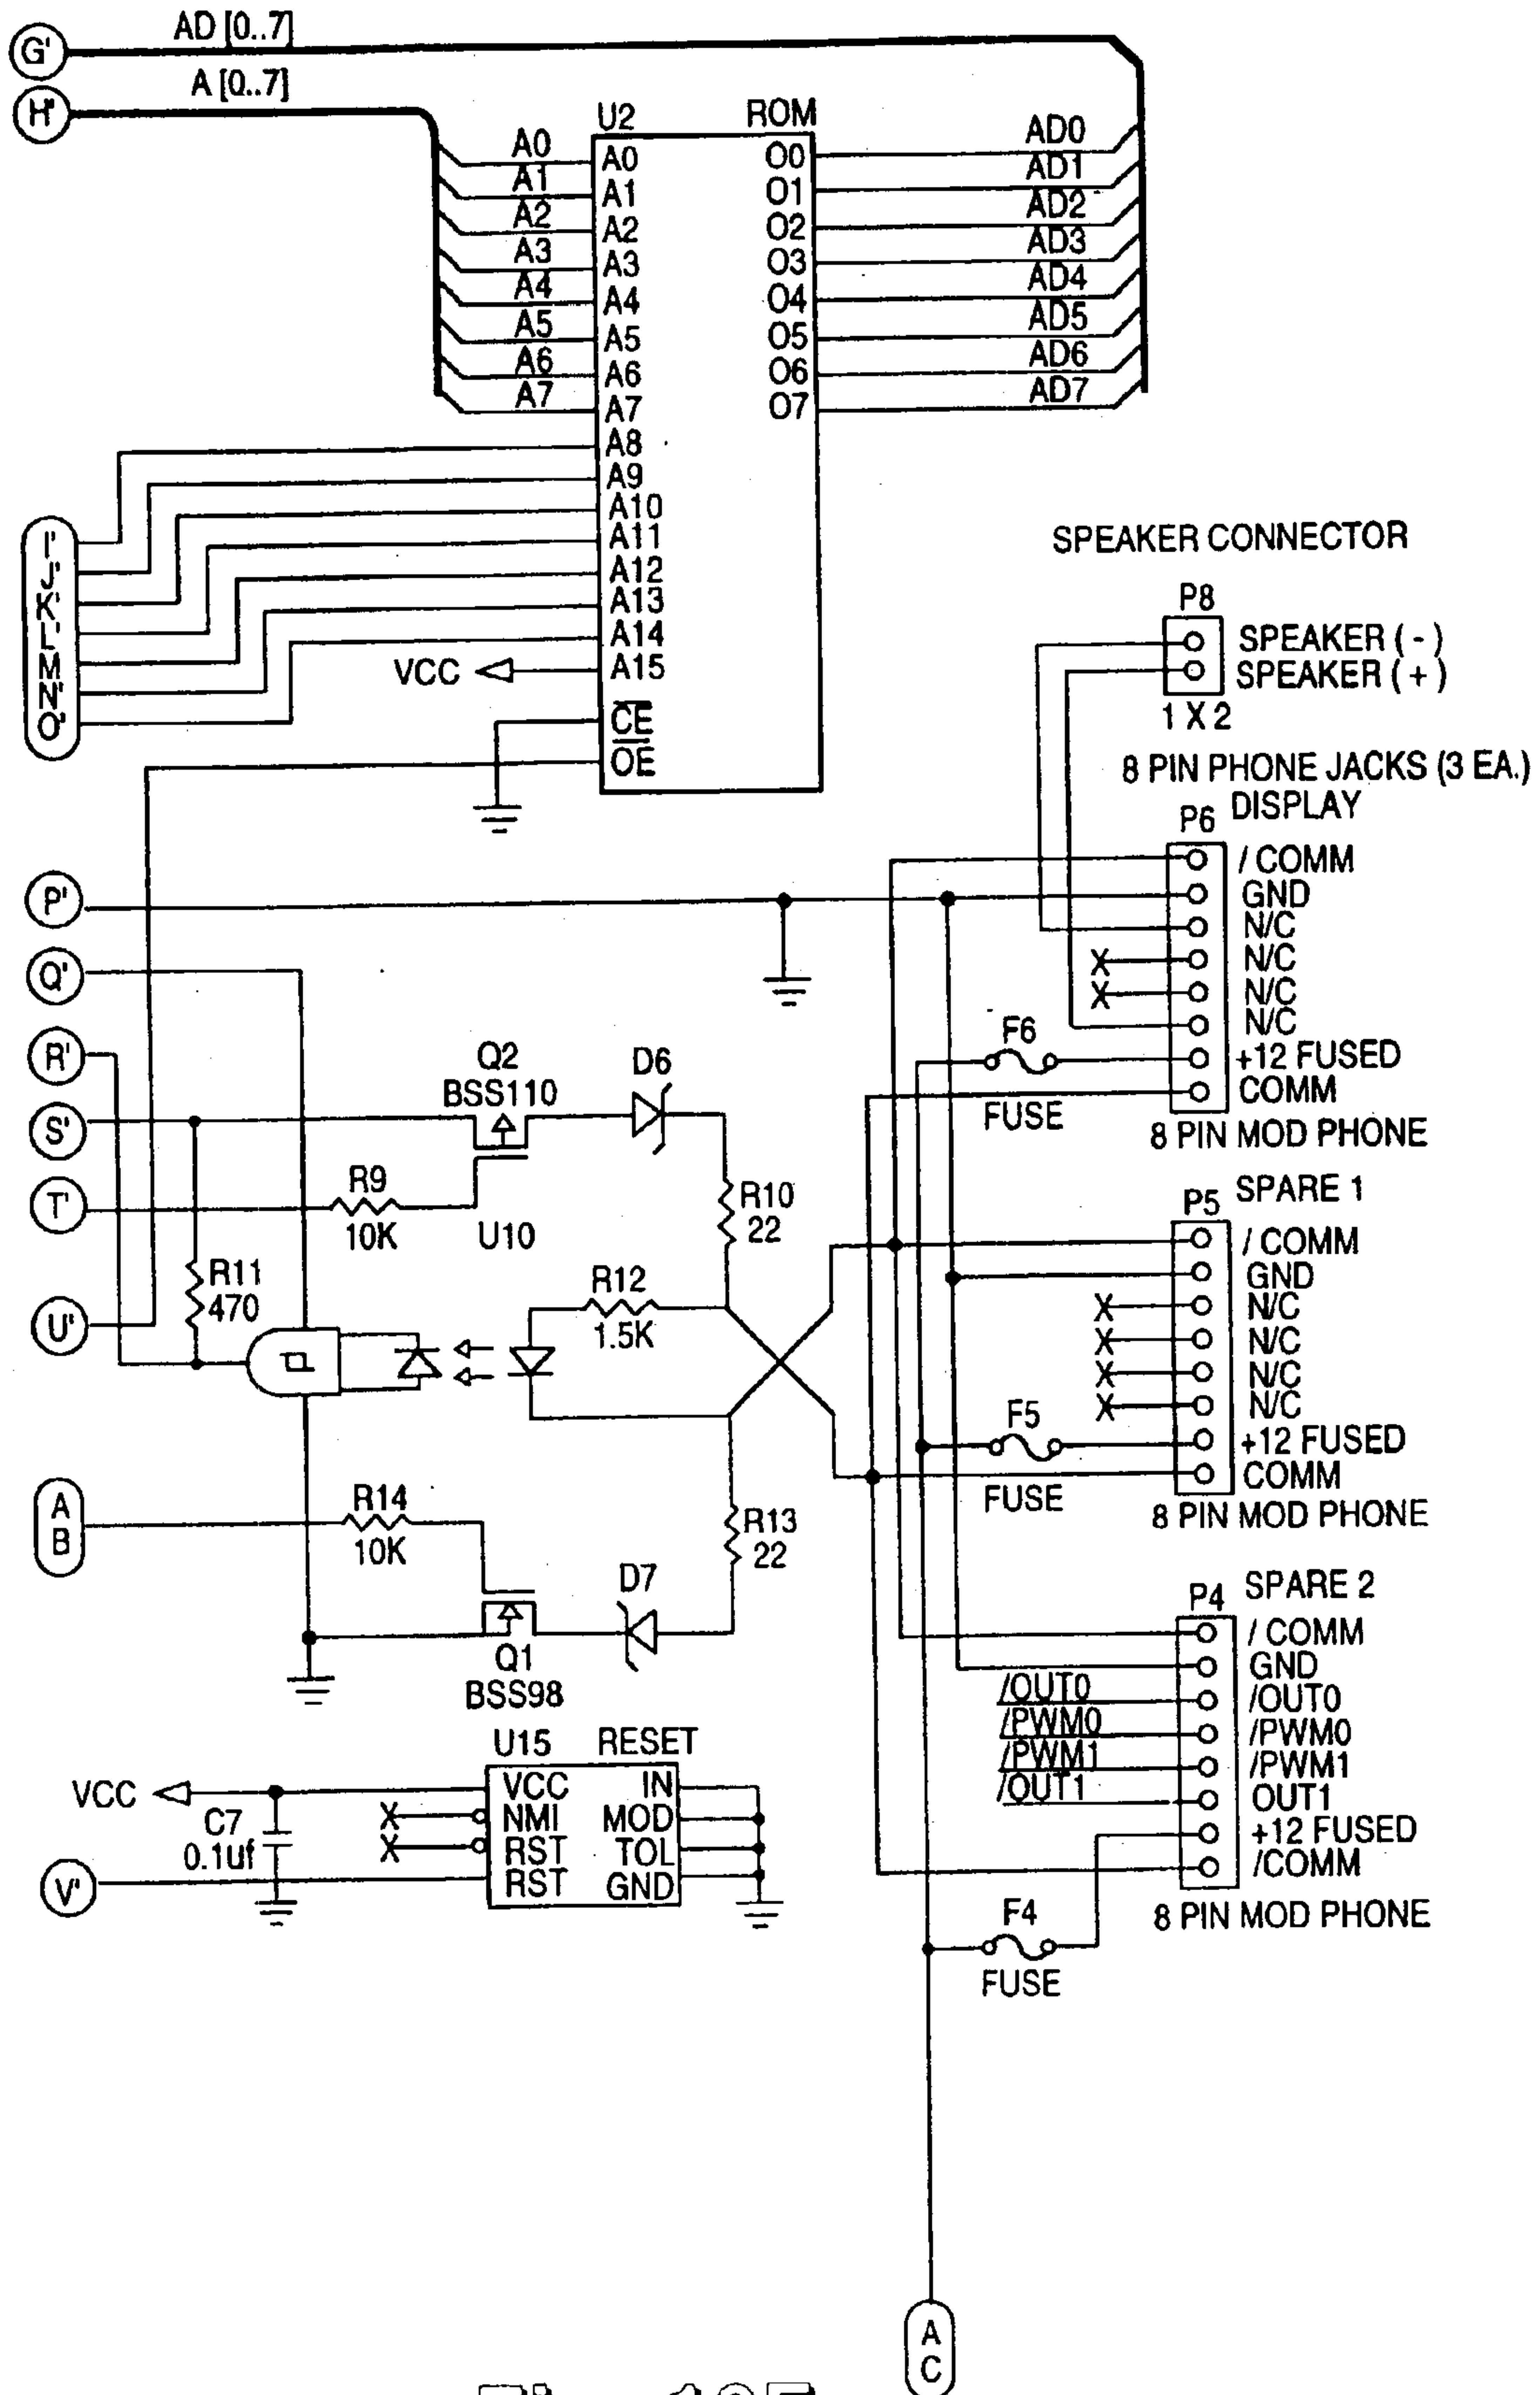 G' AD [0..7]
H' A [0..7]
U2 ROM
A0 A0 O0 AD0
A1 A1 O1 AD1
A2 A2 O2 AD2
A3 A3 O3 AD3
A4 A4 O4 AD4
A5 A5 O5 AD5
A6 A6 O6 AD6
A7 A7 O7 AD7
A8
A9
A10
A11
A12
A13
A14
VCC A15
CE
OE
I'
J'
K'
L'
M
N'
O'
SPEAKER CONNECTOR
P8
SPEAKER ( - )
SPEAKER ( + )
1 X 2
8 PIN PHONE JACKS (3 EA.)
P6 DISPLAY
/ COMM
GND
N/C
N/C
N/C
N/C
+12 FUSED
COMM
F6
FUSE
8 PIN MOD PHONE
P'
Q'
R'
S'
T'
U'
Q2
BSS110
D6
R9
10K
U10
R10
22
R11
470
R12
1.5K
P5 SPARE 1
/ COMM
GND
N/C
N/C
N/C
N/C
+12 FUSED
COMM
F5
FUSE
8 PIN MOD PHONE
A
B
R14
10K
R13
22
D7
Q1
BSS98
P4 SPARE 2
/ COMM
GND
/OUT0 /OUT0
/PWM0 /PWM0
/PWM1 /PWM1
/OUT1 OUT1
+12 FUSED
/COMM
8 PIN MOD PHONE
F4
FUSE
U15 RESET
VCC VCC IN
NMI MOD
RST TOL
RST GND
C7
0.1uf
V'
A
C